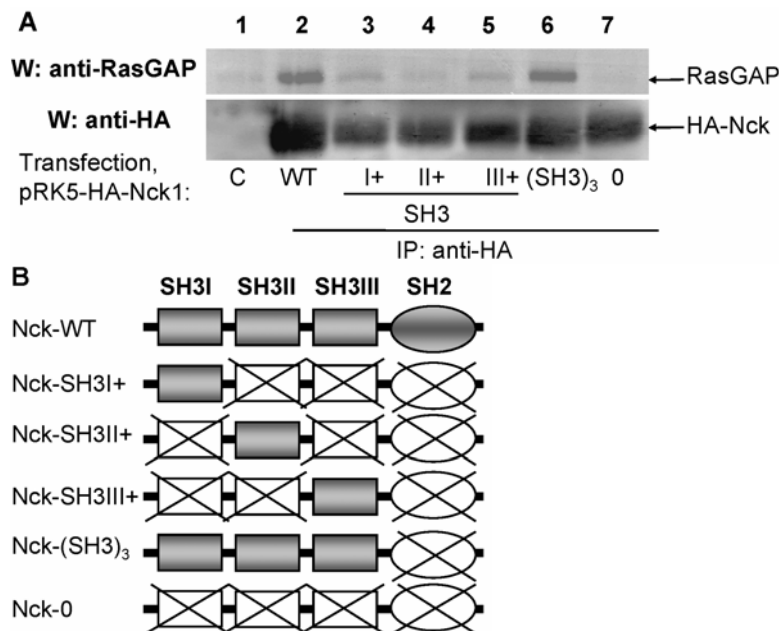 A
1 2 3 4 5 6 7
W: anti-RasGAP
RasGAP
W: anti-HA
HA-Nck
Transfection,
pRK5-HA-Nck1:
C WT I+ II+ III+ (SH3)₃ 0
SH3
IP: anti-HA
B
SH3I SH3II SH3III SH2
Nck-WT
Nck-SH3I+
Nck-SH3II+
Nck-SH3III+
Nck-(SH3)₃
Nck-0